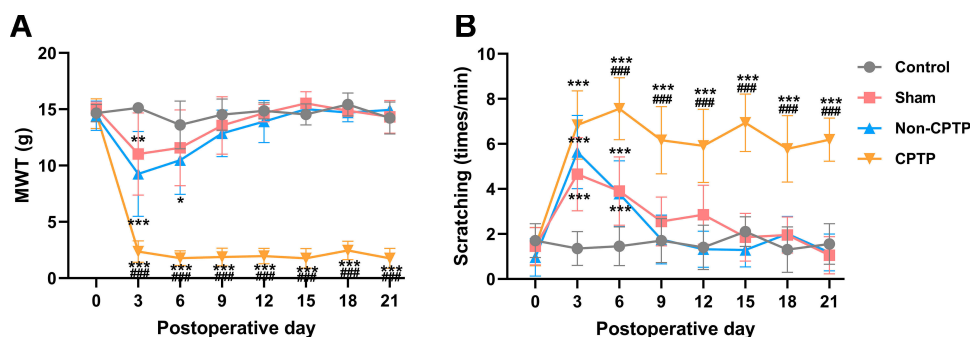 A
MWT (g)
20
15
10
5
0
**
***
*
*** *** *** *** *** *** ***
### ### ### ### ### ### ###
0 3 6 9 12 15 18 21
Postoperative day
B
Scratching (times/min)
10
8
6
4
2
0
*** *** *** *** *** *** *** ***
### ### ### ### ### ###
*** ***
*** ***
0 3 6 9 12 15 18 21
Postoperative day
Control
Sham
Non-CPTP
CPTP